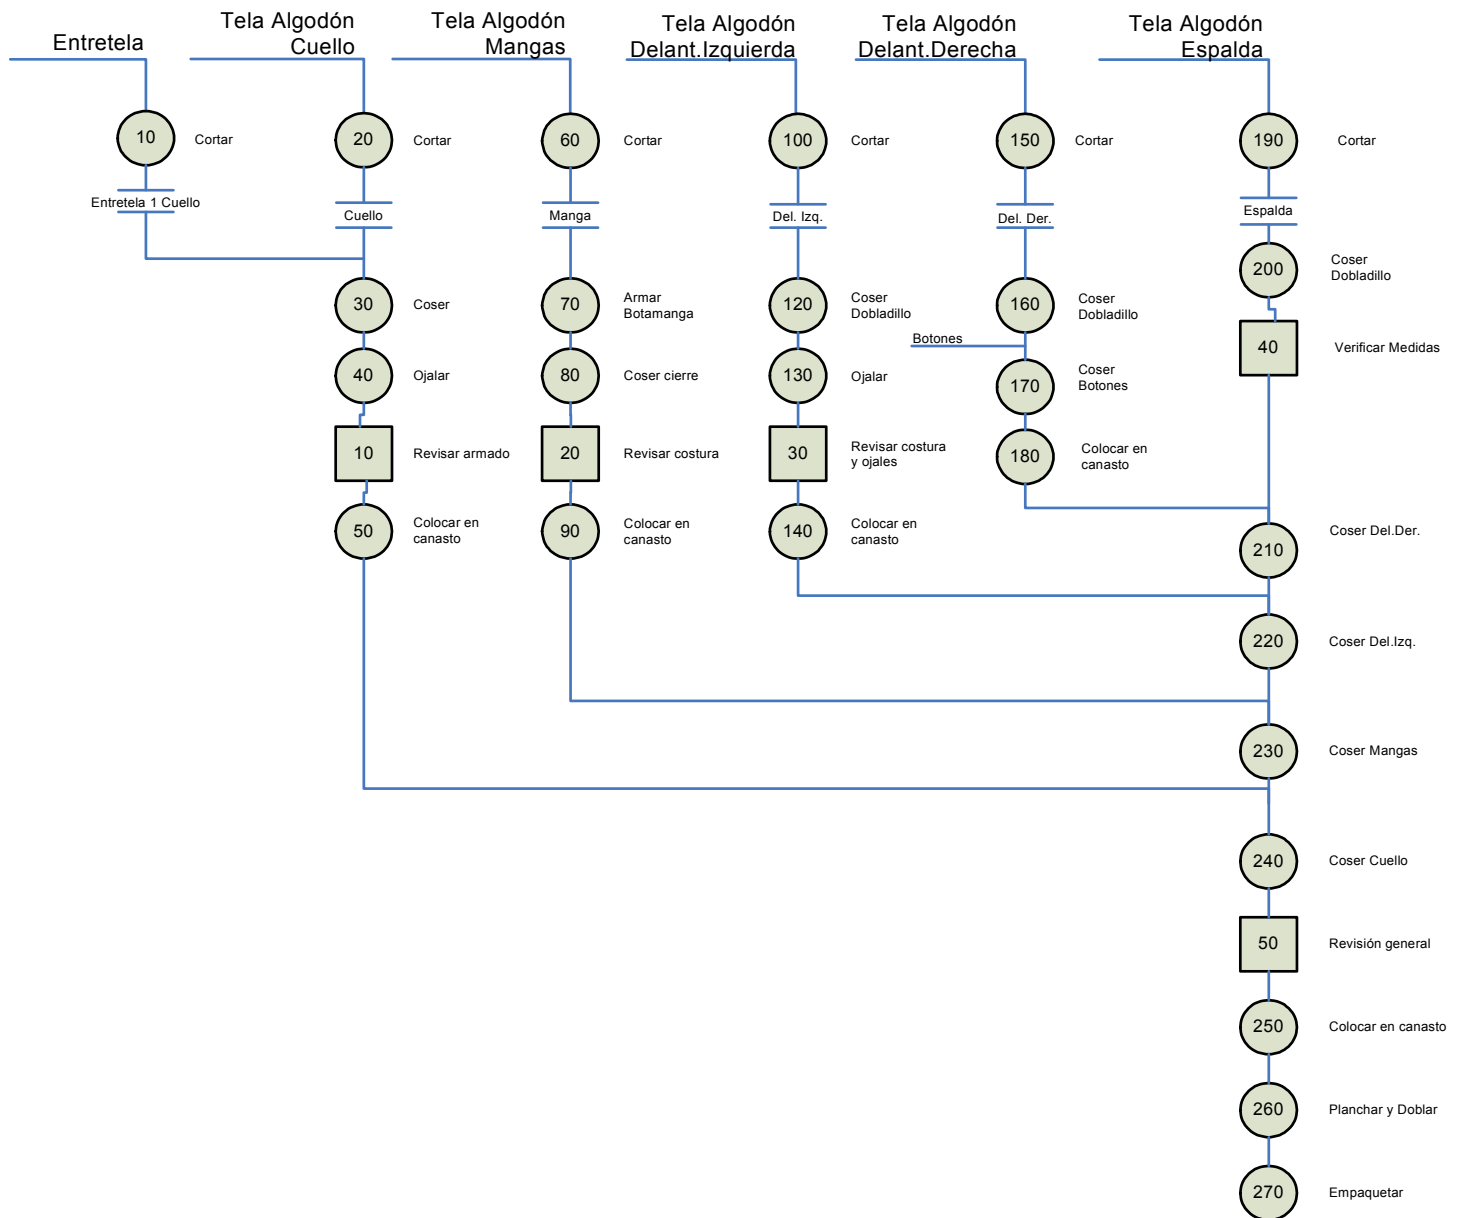 Entretela
Tela Algodón
Cuello
Tela Algodón
Mangas
Tela Algodón
Delant.Izquierda
Tela Algodón
Delant.Derecha
Tela Algodón
Espalda
10
Cortar
20
Cortar
60
Cortar
100
Cortar
150
Cortar
190
Cortar
Entretela 1 Cuello
Cuello
Manga
Del. Izq.
Del. Der.
Espalda
200
Coser
Dobladillo
30
Coser
70
Armar
Botamanga
120
Coser
Dobladillo
160
Coser
Dobladillo
Botones
40
Verificar Medidas
40
Ojalar
80
Coser cierre
130
Ojalar
170
Coser
Botones
10
Revisar armado
20
Revisar costura
30
Revisar costura
y ojales
180
Colocar en
canasto
50
Colocar en
canasto
90
Colocar en
canasto
140
Colocar en
canasto
210
Coser Del.Der.
220
Coser Del.Izq.
230
Coser Mangas
240
Coser Cuello
50
Revisión general
250
Colocar en canasto
260
Planchar y Doblar
270
Empaquetar